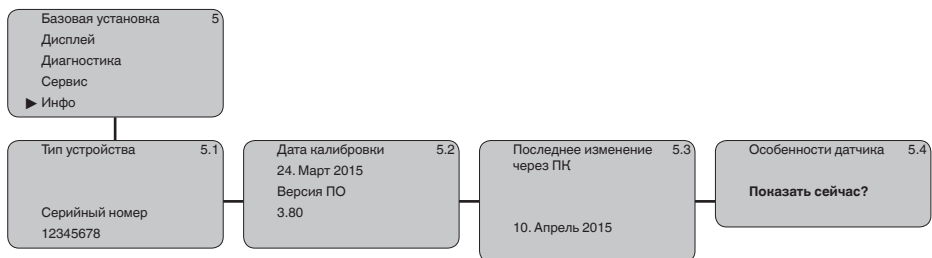 Базовая установка 5
Дисплей
Диагностика
Сервис
▶ Инфо
Тип устройства 5.1
Серийный номер
12345678
Дата калибровки 5.2
24. Март 2015
Версия ПО
3.80
Последнее изменение 5.3
через ПК
10. Апрель 2015
Особенности датчика 5.4
Показать сейчас?